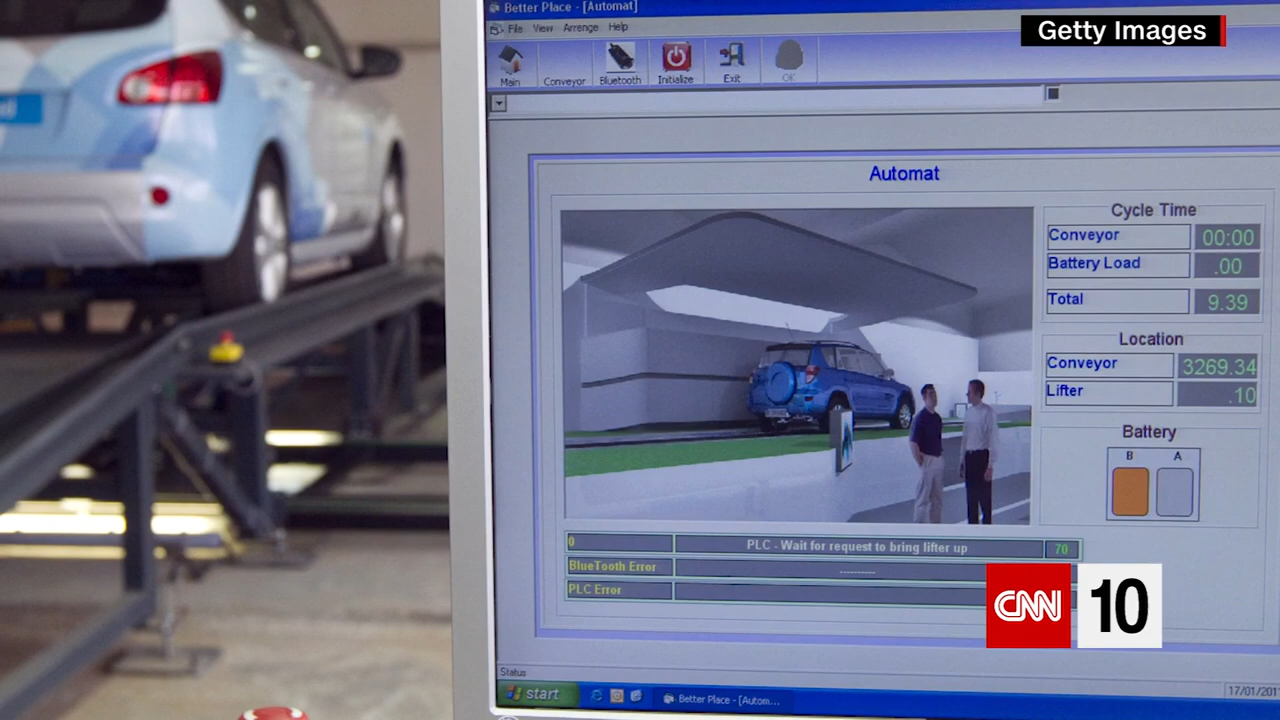 Better Place - [Automat]
File View Arrange Help
Getty Images
Main Conveyor Bluetooth Initialize Exit OK
Automat
Cycle Time
Conveyor 00:00
Battery Load .00
Total 9.39
Location
Conveyor 3269.34
Lifter .10
Battery
B A
0 PLC - Wait for request to bring lifter up 70
BlueTooth Error ----------
PLC Error
CNN 10
Status
start Better Place - [Autom... 17/01/201